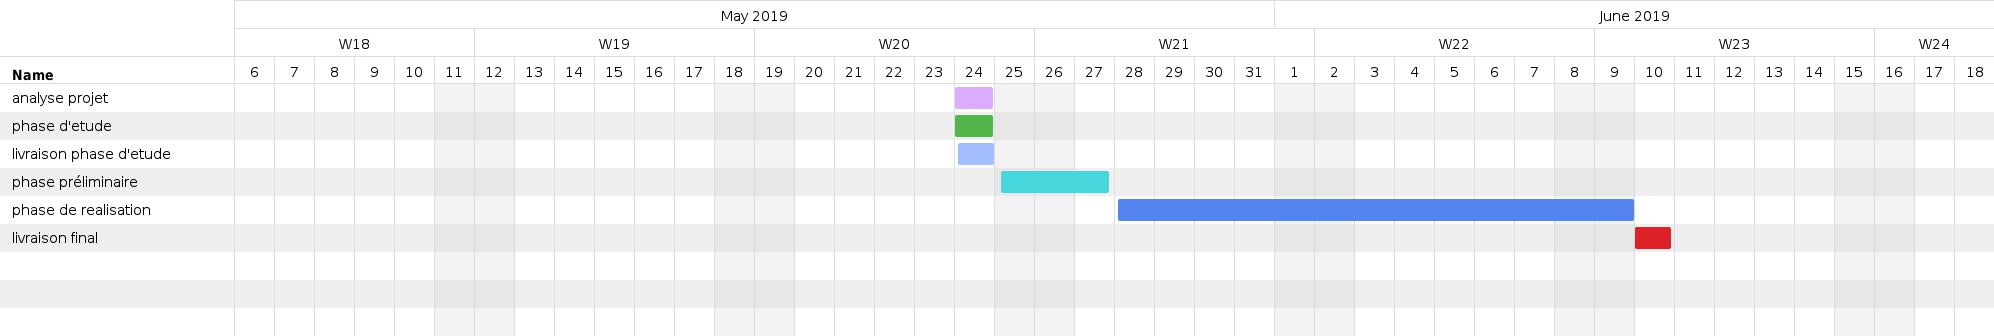 May 2019 June 2019
W18 W19 W20 W21 W22 W23 W24
Name 6 7 8 9 10 11 12 13 14 15 16 17 18 19 20 21 22 23 24 25 26 27 28 29 30 31 1 2 3 4 5 6 7 8 9 10 11 12 13 14 15 16 17 18
analyse projet
phase d'etude
livraison phase d'etude
phase préliminaire
phase de realisation
livraison final